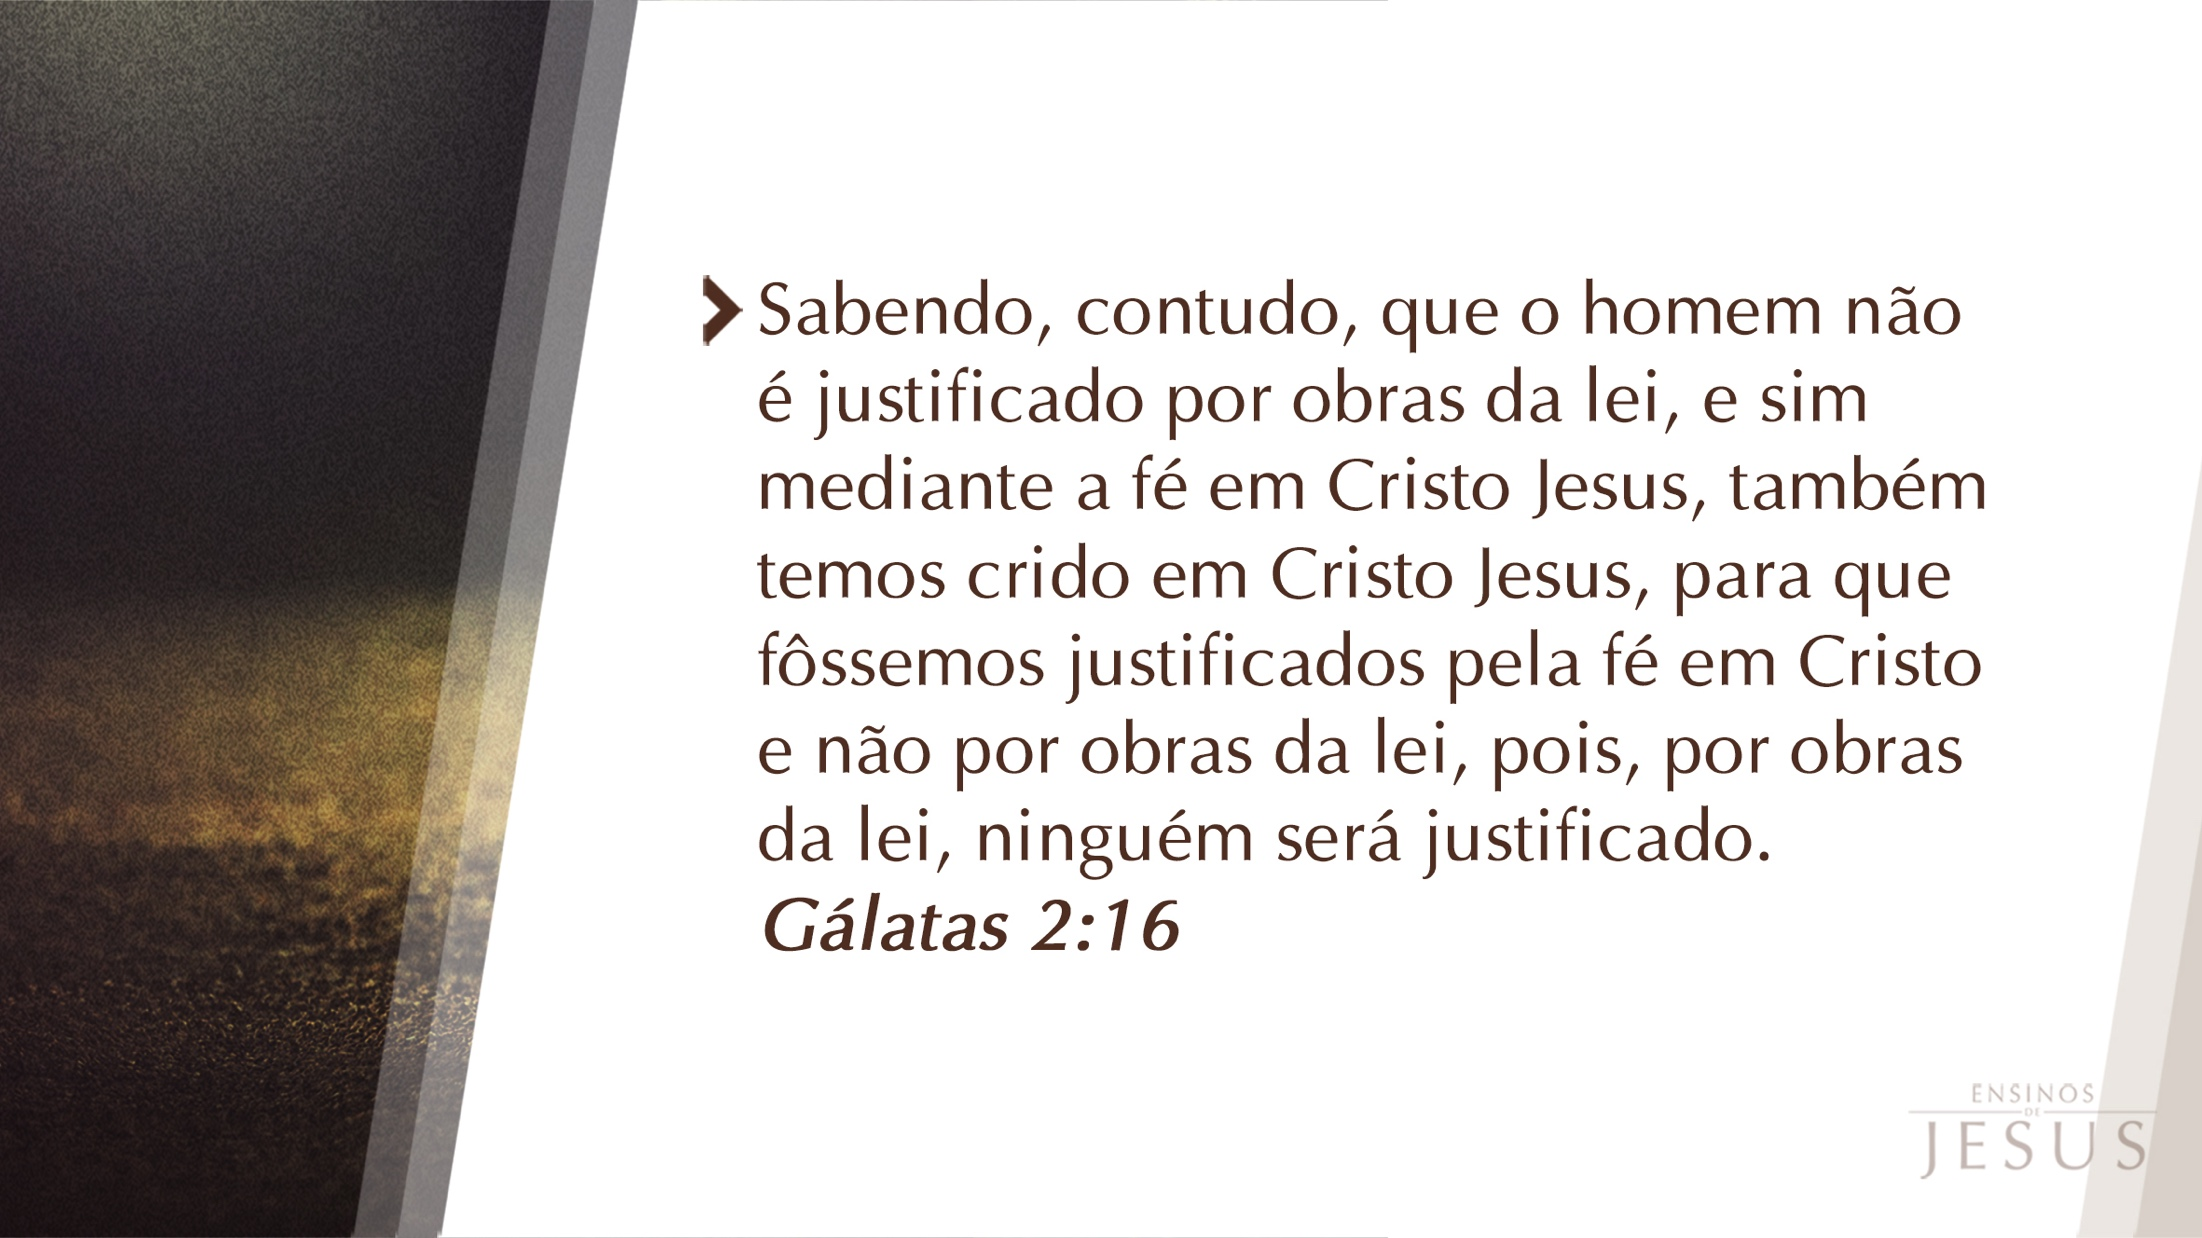 Sabendo, contudo, que o homem não
é justificado por obras da lei, e sim
mediante a fé em Cristo Jesus, também
temos crido em Cristo Jesus, para que
fôssemos justificados pela fé em Cristo
e não por obras da lei, pois, por obras
da lei, ninguém será justificado.
Gálatas 2:16
ENSINOS
DE
JESUS